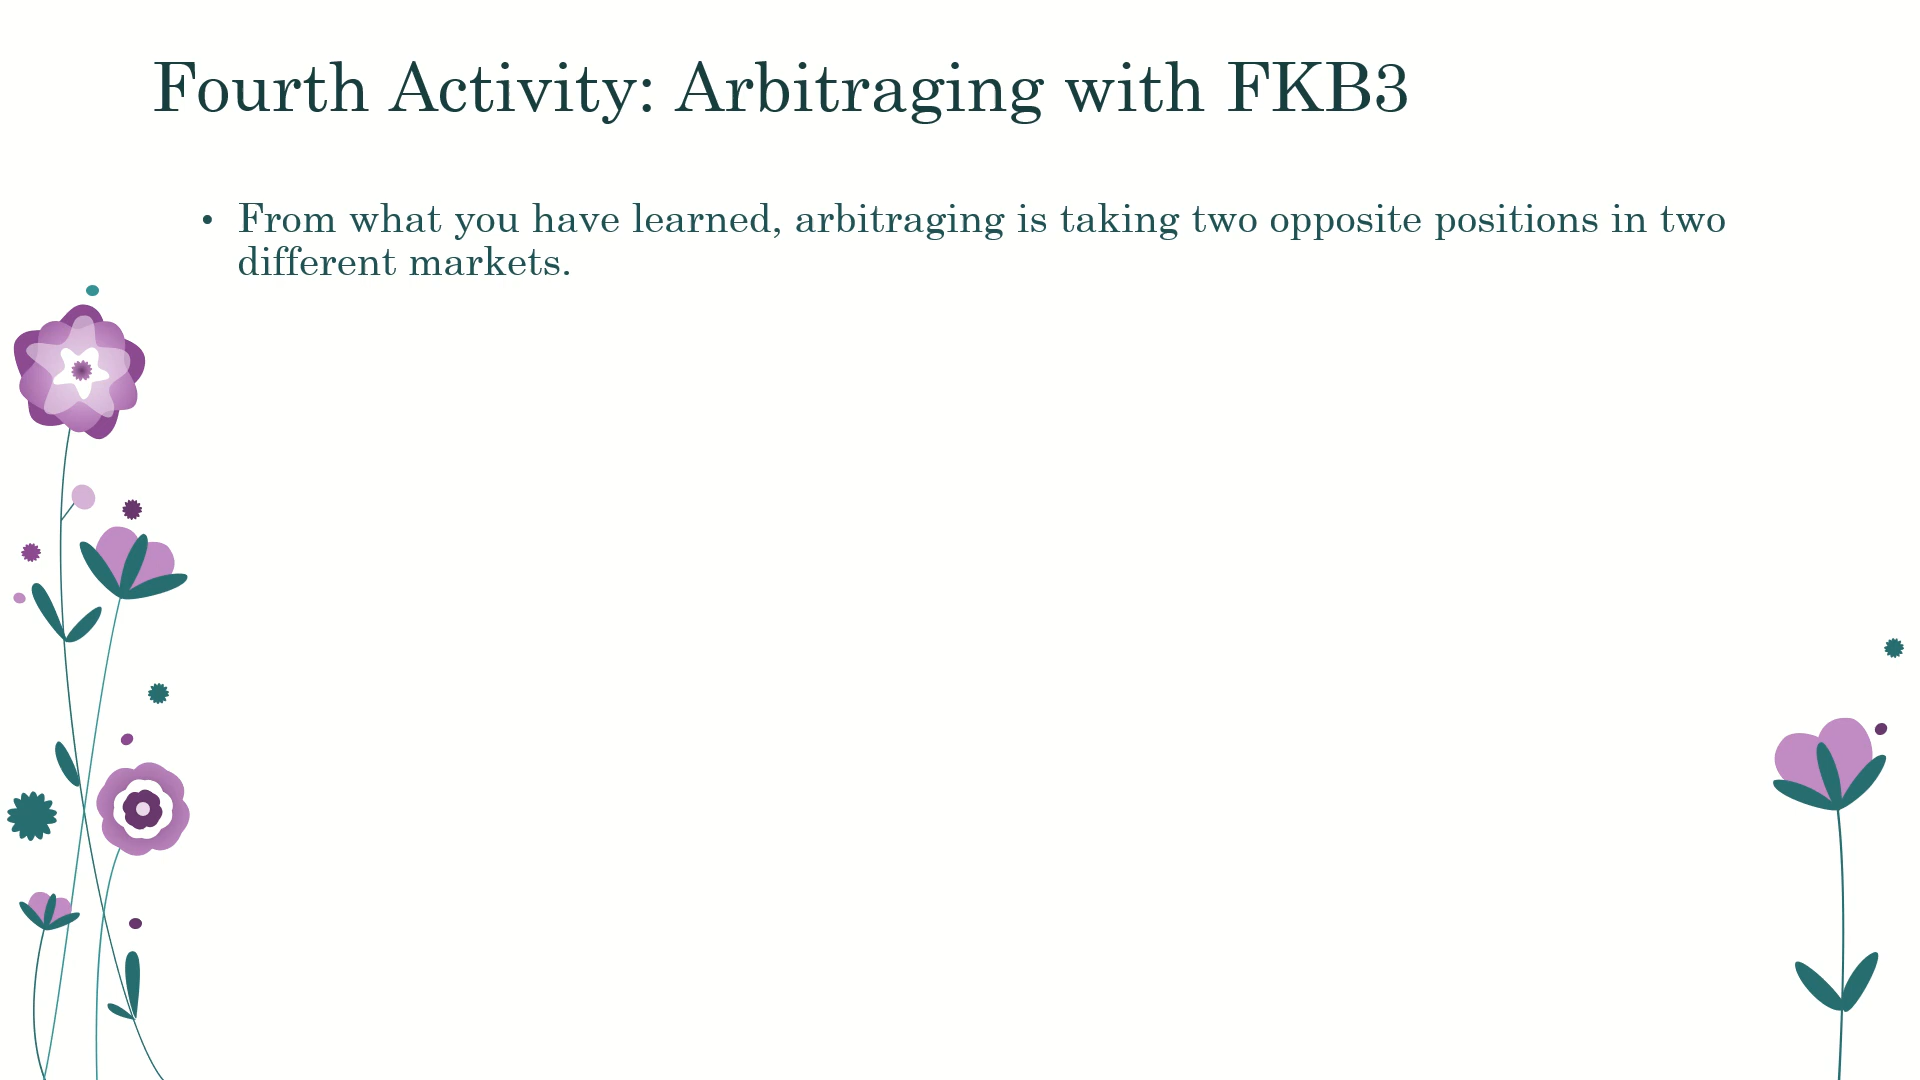 Fourth Activity: Arbitraging with FKB3
• From what you have learned, arbitraging is taking two opposite positions in two
different markets.